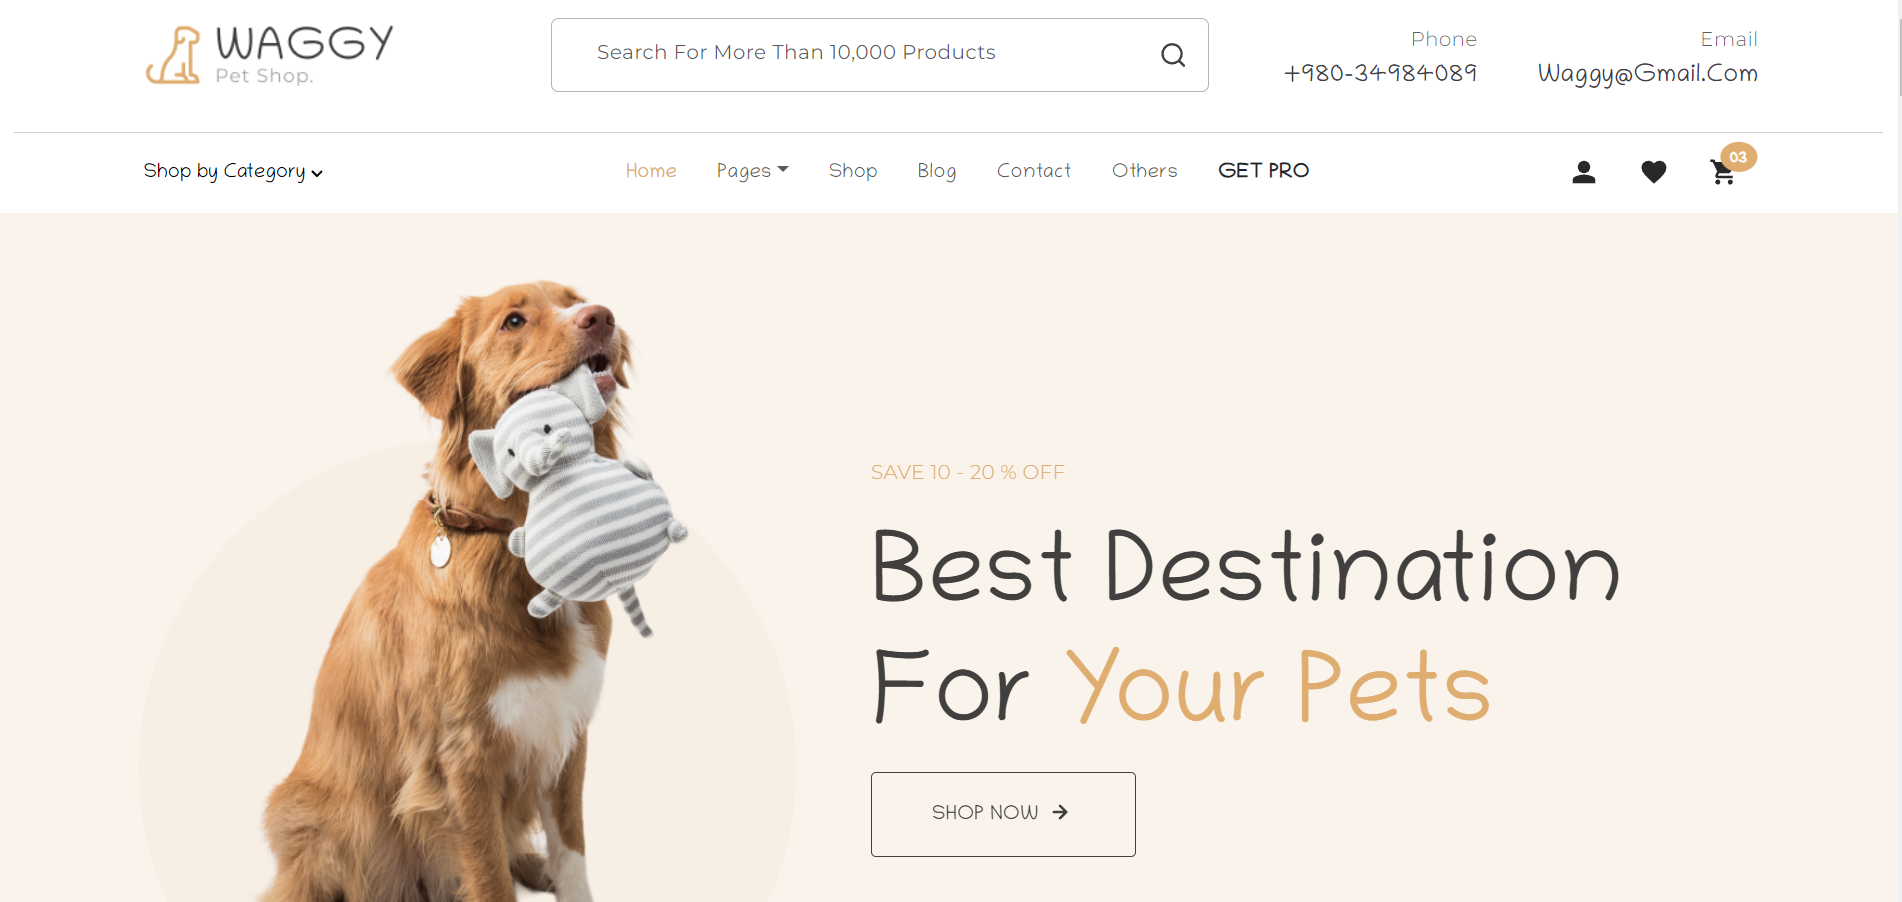 WAGGY
Pet Shop.
Search For More Than 10,000 Products
Phone
+980-34984089
Email
Waggy@Gmail.Com
Shop by Category
Home
Pages
Shop
Blog
Contact
Others
GET PRO
03
SAVE 10 - 20 % OFF
Best Destination
For Your Pets
SHOP NOW